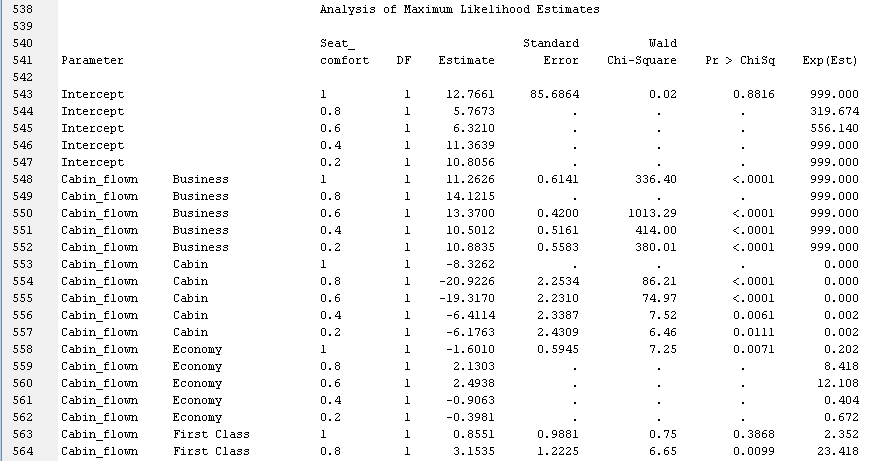 538 Analysis of Maximum Likelihood Estimates
539
540 Seat_ Standard Wald
541 Parameter comfort DF Estimate Error Chi-Square Pr > ChiSq Exp(Est)
542
543 Intercept 1 1 12.7661 85.6864 0.02 0.8816 999.000
544 Intercept 0.8 1 5.7673 . . . 319.674
545 Intercept 0.6 1 6.3210 . . . 556.140
546 Intercept 0.4 1 11.3639 . . . 999.000
547 Intercept 0.2 1 10.8056 . . . 999.000
548 Cabin_flown Business 1 1 11.2626 0.6141 336.40 <.0001 999.000
549 Cabin_flown Business 0.8 1 14.1215 . . . 999.000
550 Cabin_flown Business 0.6 1 13.3700 0.4200 1013.29 <.0001 999.000
551 Cabin_flown Business 0.4 1 10.5012 0.5161 414.00 <.0001 999.000
552 Cabin_flown Business 0.2 1 10.8835 0.5583 380.01 <.0001 999.000
553 Cabin_flown Cabin 1 1 -8.3262 . . . 0.000
554 Cabin_flown Cabin 0.8 1 -20.9226 2.2534 86.21 <.0001 0.000
555 Cabin_flown Cabin 0.6 1 -19.3170 2.2310 74.97 <.0001 0.000
556 Cabin_flown Cabin 0.4 1 -6.4114 2.3387 7.52 0.0061 0.002
557 Cabin_flown Cabin 0.2 1 -6.1763 2.4309 6.46 0.0111 0.002
558 Cabin_flown Economy 1 1 -1.6010 0.5945 7.25 0.0071 0.202
559 Cabin_flown Economy 0.8 1 2.1303 . . . 8.418
560 Cabin_flown Economy 0.6 1 2.4938 . . . 12.108
561 Cabin_flown Economy 0.4 1 -0.9063 . . . 0.404
562 Cabin_flown Economy 0.2 1 -0.3981 . . . 0.672
563 Cabin_flown First Class 1 1 0.8551 0.9881 0.75 0.3868 2.352
564 Cabin_flown First Class 0.8 1 3.1535 1.2225 6.65 0.0099 23.418